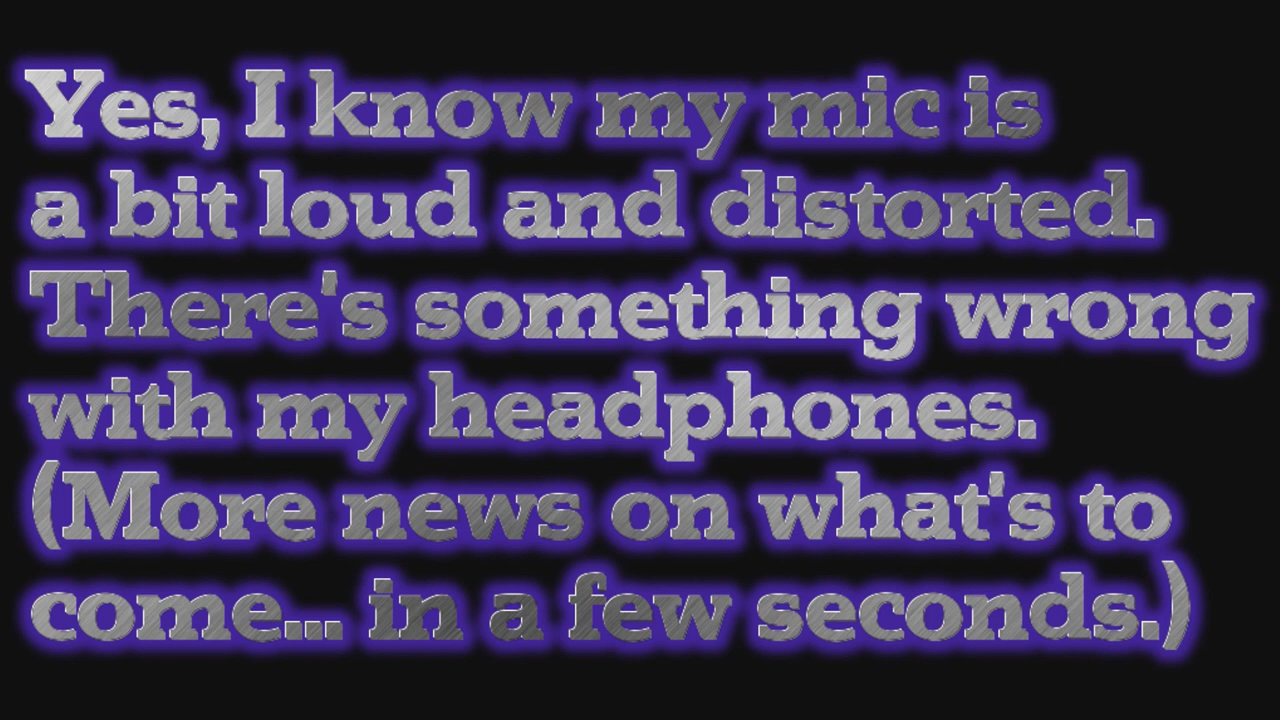 Yes, I know my mic is
a bit loud and distorted.
There's something wrong
with my headphones.
(More news on what's to
come... in a few seconds.)